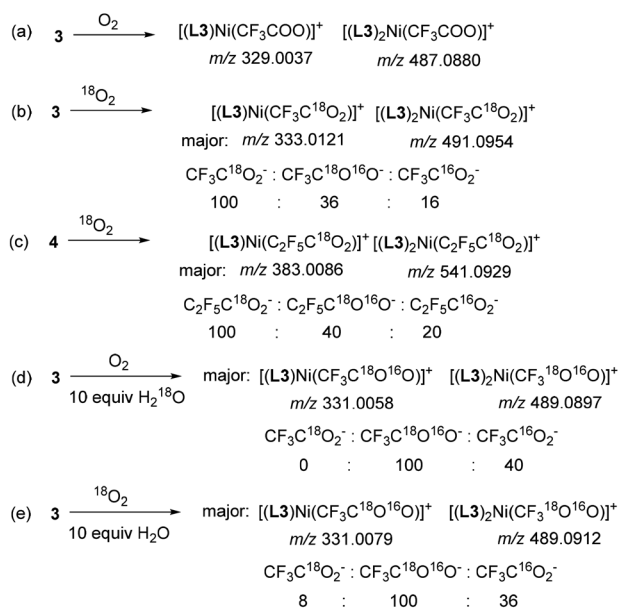 (a) 3 O₂ [(L3)Ni(CF₃COO)]⁺ [(L3)₂Ni(CF₃COO)]⁺
m/z 329.0037 m/z 487.0880
(b) 3 ¹⁸O₂ [(L3)Ni(CF₃C¹⁸O₂)]⁺ [(L3)₂Ni(CF₃C¹⁸O₂)]⁺
major: m/z 333.0121 m/z 491.0954
CF₃C¹⁸O₂⁻ : CF₃C¹⁸O¹⁶O⁻ : CF₃C¹⁶O₂⁻
100 : 36 : 16
(c) 4 ¹⁸O₂ [(L3)Ni(C₂F₅C¹⁸O₂)]⁺ [(L3)₂Ni(C₂F₅C¹⁸O₂)]⁺
major: m/z 383.0086 m/z 541.0929
C₂F₅C¹⁸O₂⁻ : C₂F₅C¹⁸O¹⁶O⁻ : C₂F₅C¹⁶O₂⁻
100 : 40 : 20
(d) 3 O₂ 10 equiv H₂¹⁸O major: [(L3)Ni(CF₃C¹⁸O¹⁶O)]⁺ [(L3)₂Ni(CF₃¹⁸O¹⁶O)]⁺
m/z 331.0058 m/z 489.0897
CF₃C¹⁸O₂⁻ : CF₃C¹⁸O¹⁶O⁻ : CF₃C¹⁶O₂⁻
0 : 100 : 40
(e) 3 ¹⁸O₂ 10 equiv H₂O major: [(L3)Ni(CF₃C¹⁸O¹⁶O)]⁺ [(L3)₂Ni(CF₃¹⁸O¹⁶O)]⁺
m/z 331.0079 m/z 489.0912
CF₃C¹⁸O₂⁻ : CF₃C¹⁸O¹⁶O⁻ : CF₃C¹⁶O₂⁻
8 : 100 : 36